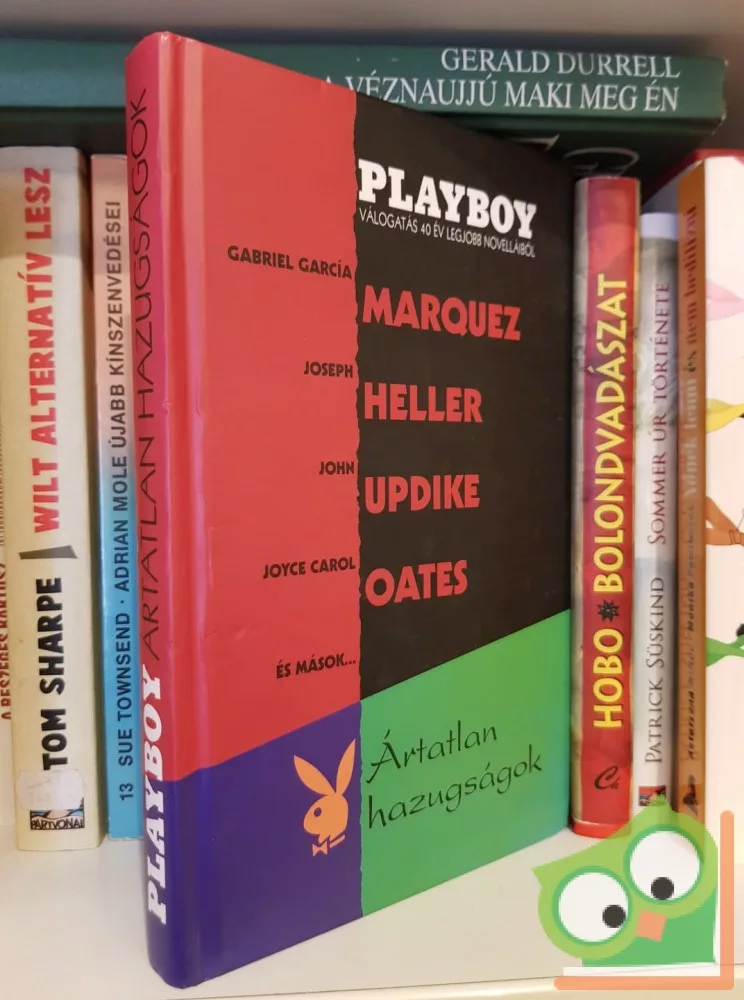 GERALD DURRELL
A VÉZNAUJJÚ MAKI MEG ÉN
TOM SHARPE
WILT ALTERNATÍV LESZ
PARTVONAL
13 SUE TOWNSEND · ADRIAN MOLE ÚJABB KÍNSZENVEDÉSEI
PLAYBOY ÁRTATLAN HAZUGSÁGOK
PLAYBOY
VÁLOGATÁS 40 ÉV LEGJOBB NOVELLÁIBÓL
GABRIEL GARCÍA
MARQUEZ
JOSEPH
HELLER
JOHN
UPDIKE
JOYCE CAROL
OATES
ÉS MÁSOK...
Ártatlan
hazugságok
HOBO BOLONDVADÁSZAT
PATRICK SÜSKIND SOMMER ÚR TÖRTÉNETE